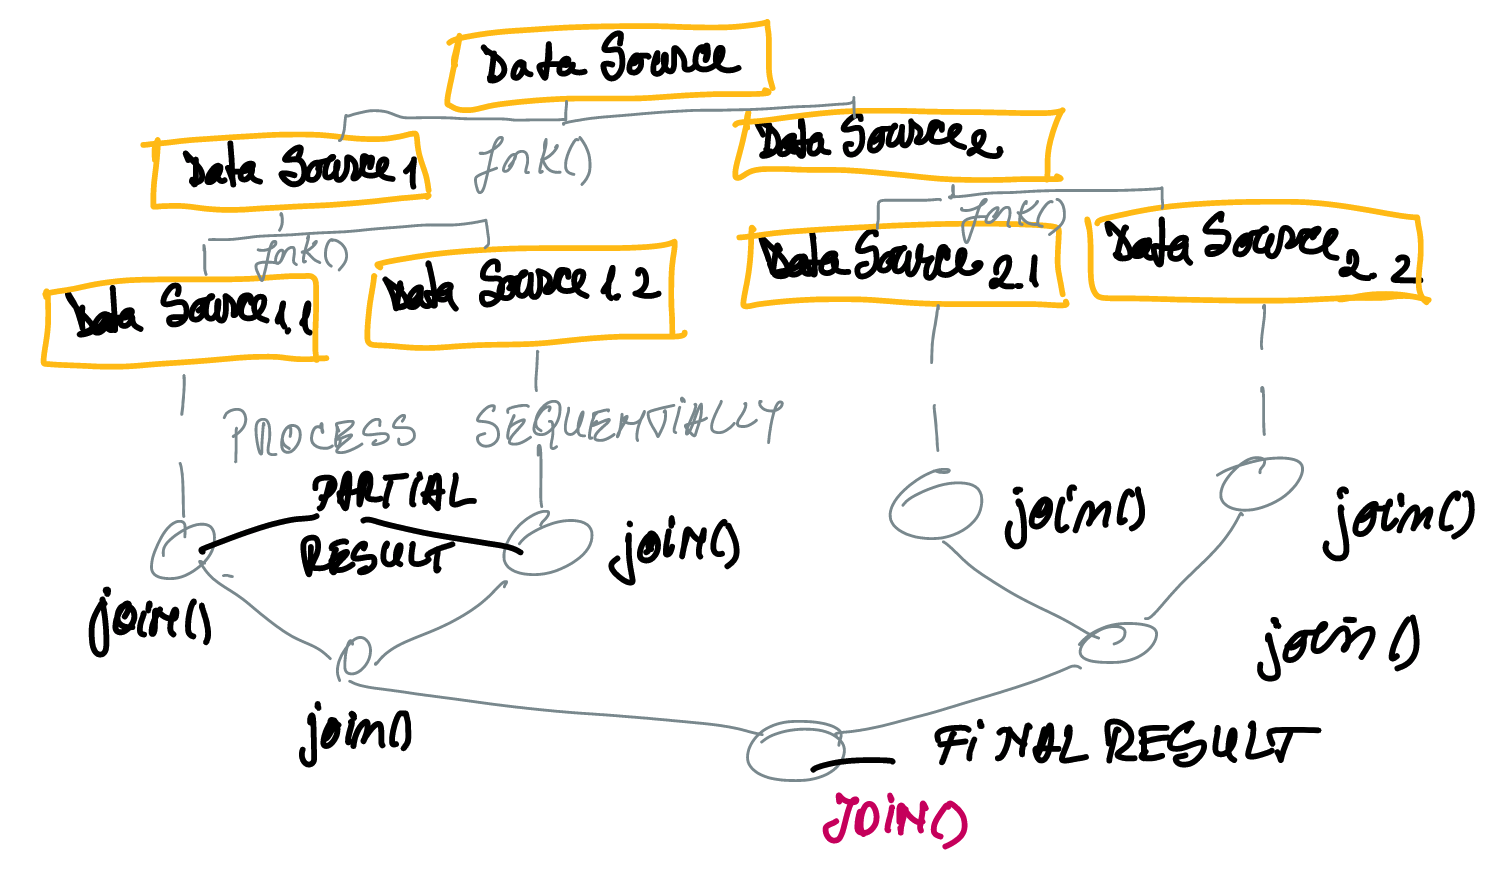 Data Source
Data Source 1
fork()
Data Source 2
fork()
fork()
Data Source 1.1
Data Source 1.2
Data Source 2.1
Data Source 2.2
PROCESS SEQUENTIALLY
PARTIAL
RESULT
join()
join()
join()
join()
join()
join()
FINAL RESULT
JOIN()